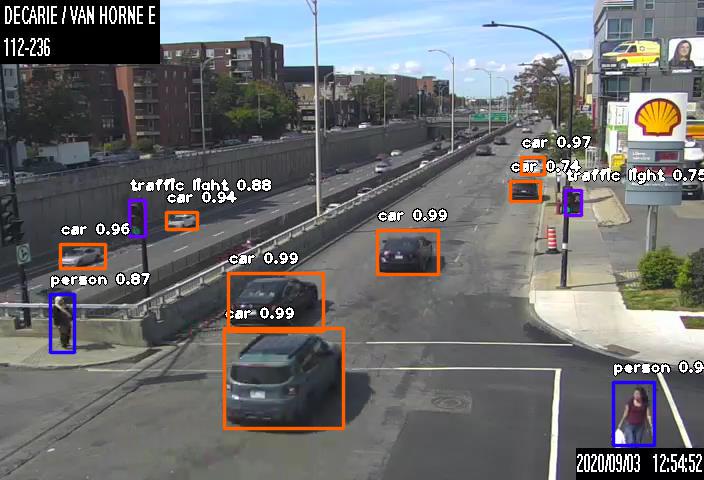 DECARIE / VAN HORNE E
112-236
car 0.97
car 0.74
traffic light 0.75
traffic light 0.88
car 0.94
car 0.99
car 0.96
car 0.99
person 0.87
car 0.99
person 0.9
2020/09/03 12:54:52